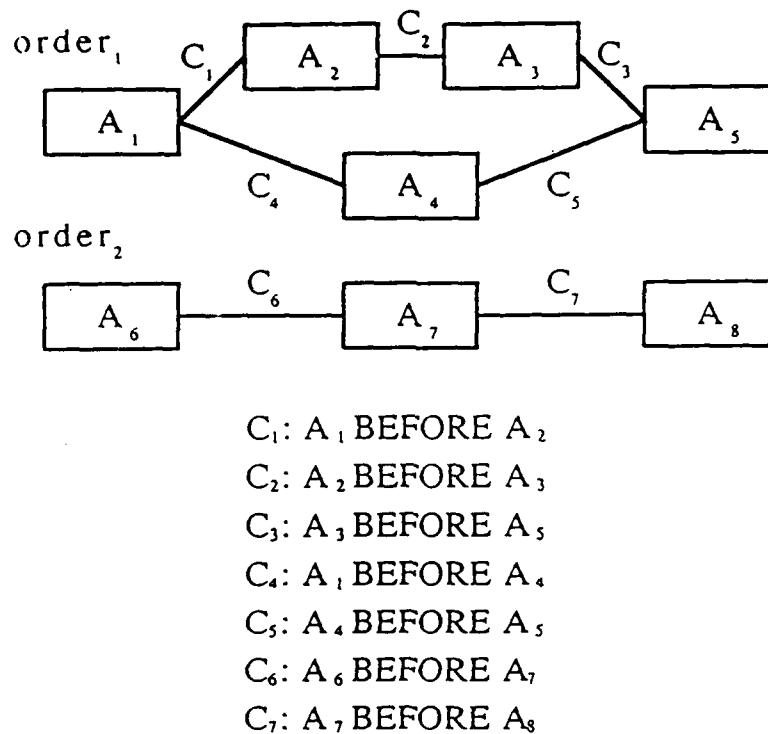 order₁
C₁
A₂
C₂
A₃
C₃
A₁
A₅
C₄
A₄
C₅
order₂
A₆
C₆
A₇
C₇
A₈
C₁: A₁ BEFORE A₂
C₂: A₂ BEFORE A₃
C₃: A₃ BEFORE A₅
C₄: A₁ BEFORE A₄
C₅: A₄ BEFORE A₅
C₆: A₆ BEFORE A₇
C₇: A₇ BEFORE A₈